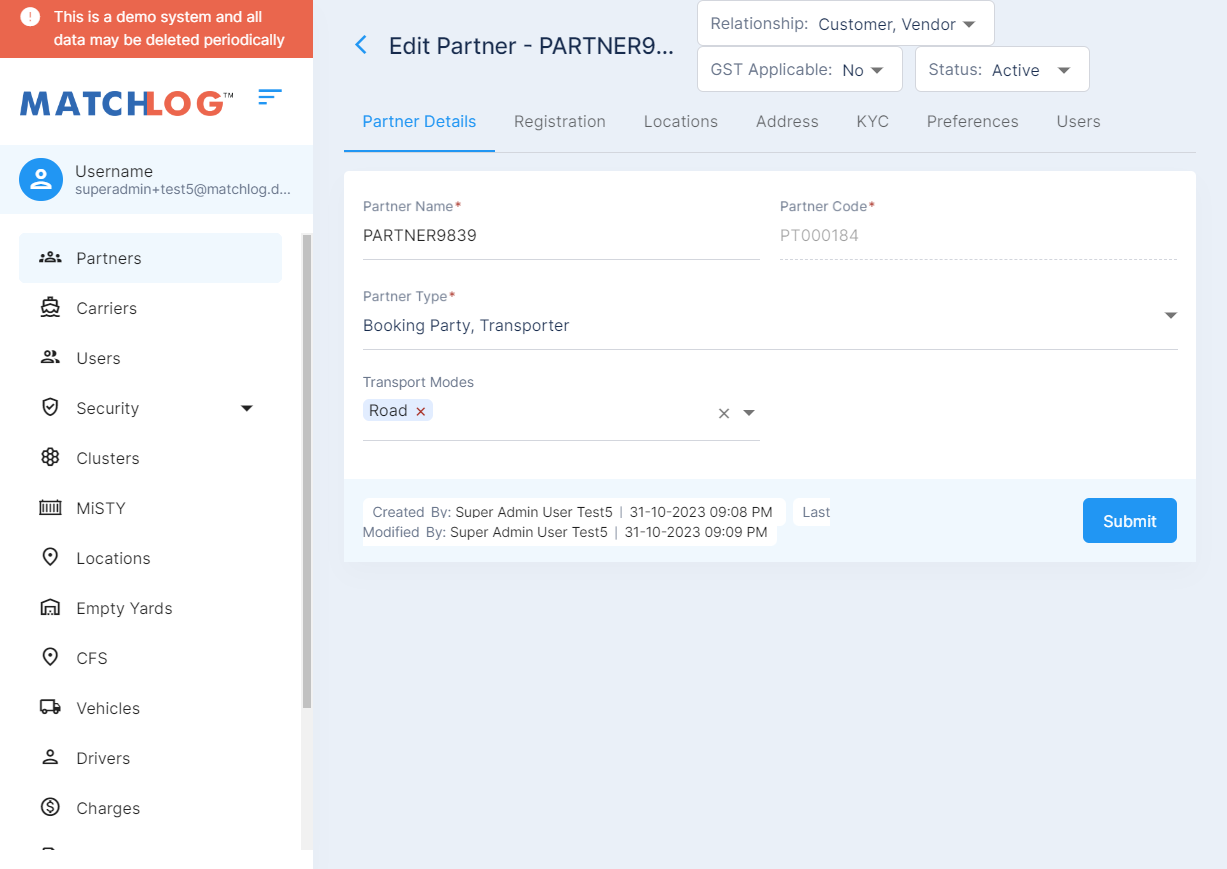 This is a demo system and all
data may be deleted periodically
MATCHLOG™
Username
superadmin+test5@matchlog.d...
Partners
Carriers
Users
Security
Clusters
MiSTY
Locations
Empty Yards
CFS
Vehicles
Drivers
Charges
Edit Partner - PARTNER9...
Relationship: Customer, Vendor
GST Applicable: No
Status: Active
Partner Details
Registration
Locations
Address
KYC
Preferences
Users
Partner Name*
PARTNER9839
Partner Code*
PT000184
Partner Type*
Booking Party, Transporter
Transport Modes
Road ×
Created By: Super Admin User Test5 | 31-10-2023 09:08 PM Last
Modified By: Super Admin User Test5 | 31-10-2023 09:09 PM
Submit